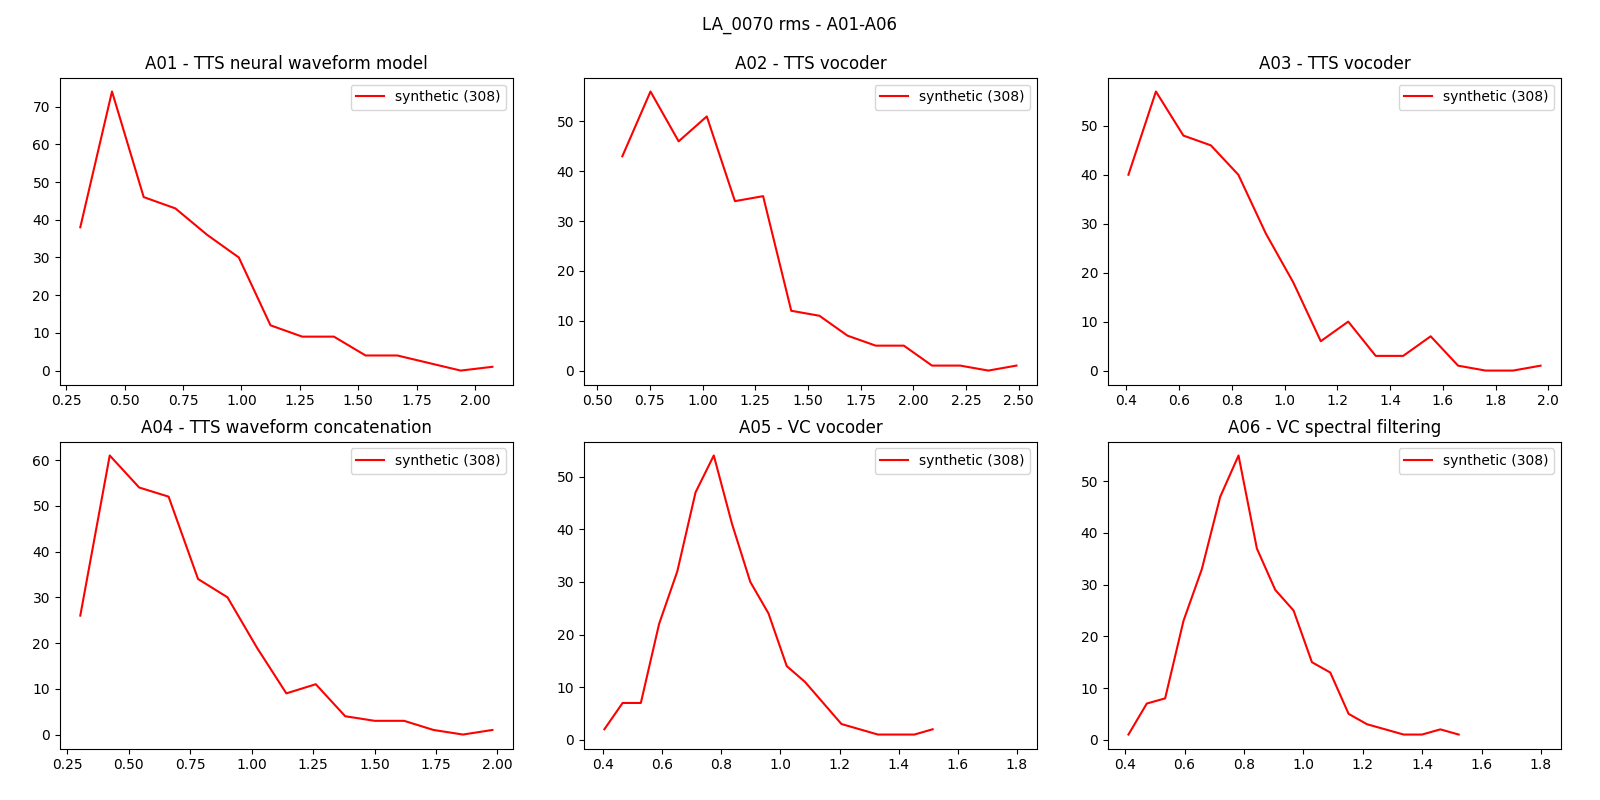 LA_0070 rms - A01-A06
A01 - TTS neural waveform model
synthetic (308)
70
60
50
40
30
20
10
0
0.25 0.50 0.75 1.00 1.25 1.50 1.75 2.00
A02 - TTS vocoder
synthetic (308)
50
40
30
20
10
0
0.50 0.75 1.00 1.25 1.50 1.75 2.00 2.25 2.50
A03 - TTS vocoder
synthetic (308)
50
40
30
20
10
0
0.4 0.6 0.8 1.0 1.2 1.4 1.6 1.8 2.0
A04 - TTS waveform concatenation
synthetic (308)
60
50
40
30
20
10
0
0.25 0.50 0.75 1.00 1.25 1.50 1.75 2.00
A05 - VC vocoder
synthetic (308)
50
40
30
20
10
0
0.4 0.6 0.8 1.0 1.2 1.4 1.6 1.8
A06 - VC spectral filtering
synthetic (308)
50
40
30
20
10
0
0.4 0.6 0.8 1.0 1.2 1.4 1.6 1.8